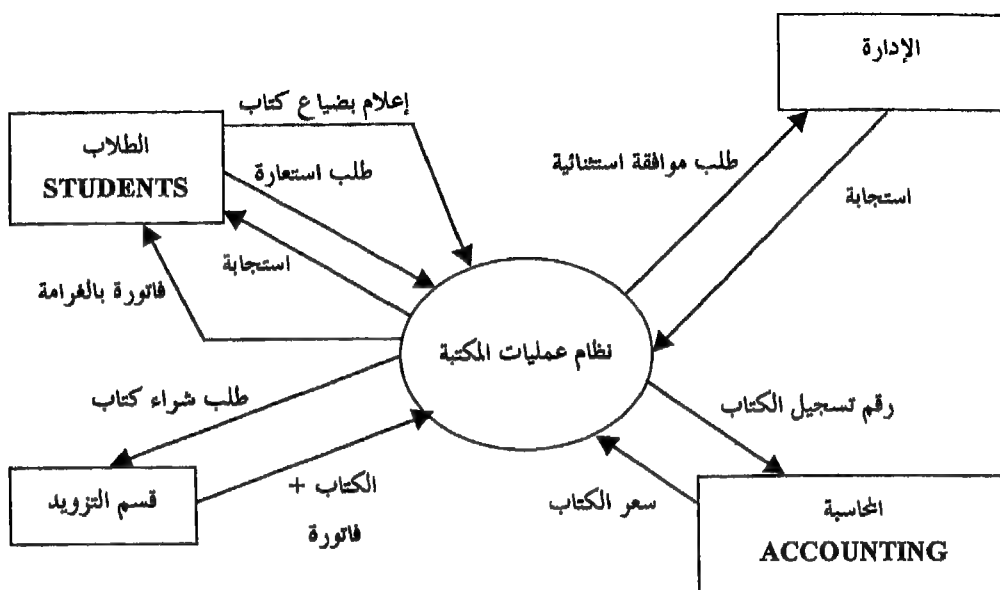 الإدارة
إعلام بضياع كتاب
الطلاب
STUDENTS
طلب استعارة
طلب موافقة استثنائية
استجابة
استجابة
فاتورة بالغرامة
نظام عمليات المكتبة
طلب شراء كتاب
رقم تسجيل الكتاب
قسم التزويد
الكتاب +
فاتورة
سعر الكتاب
المحاسبة
ACCOUNTING